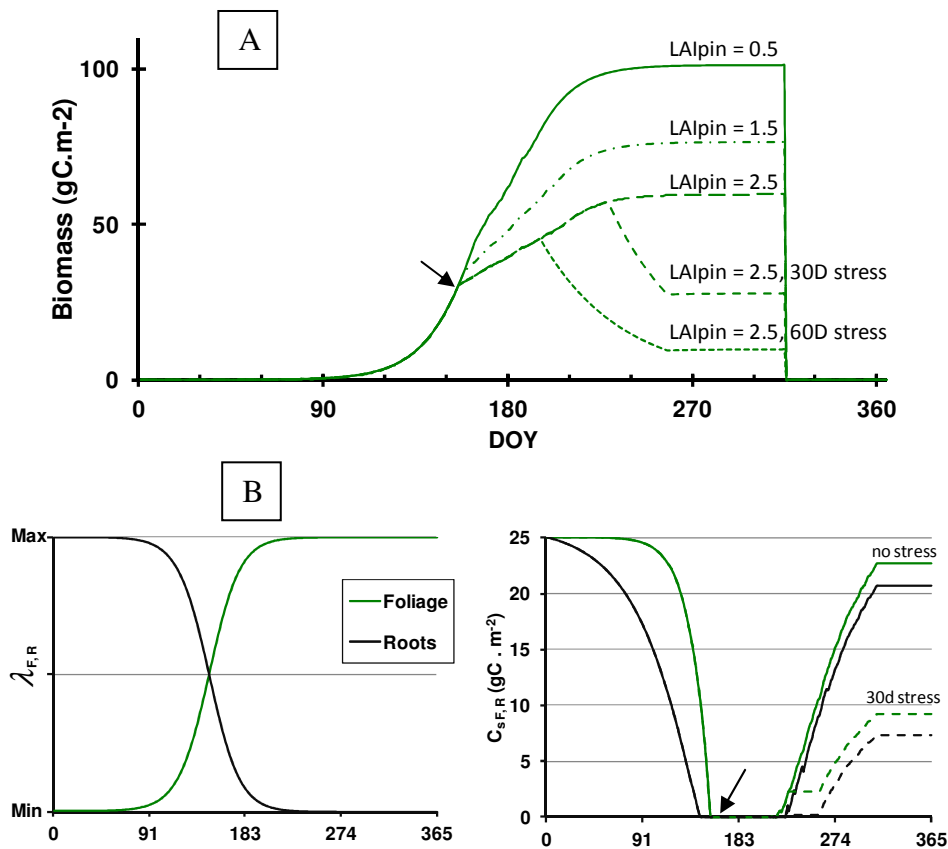 A
LAIpin = 0.5
100
LAIpin = 1.5
LAIpin = 2.5
50
LAIpin = 2.5, 30D stress
LAIpin = 2.5, 60D stress
0
Biomass (gC.m-2)
0 90 180 270 360
DOY
B
Max
Foliage
Roots
λF,R
Min
0 91 183 274 365
25
no stress
20
15
10
30d stress
5
0
CsF,R (gC . m-2)
0 91 183 274 365